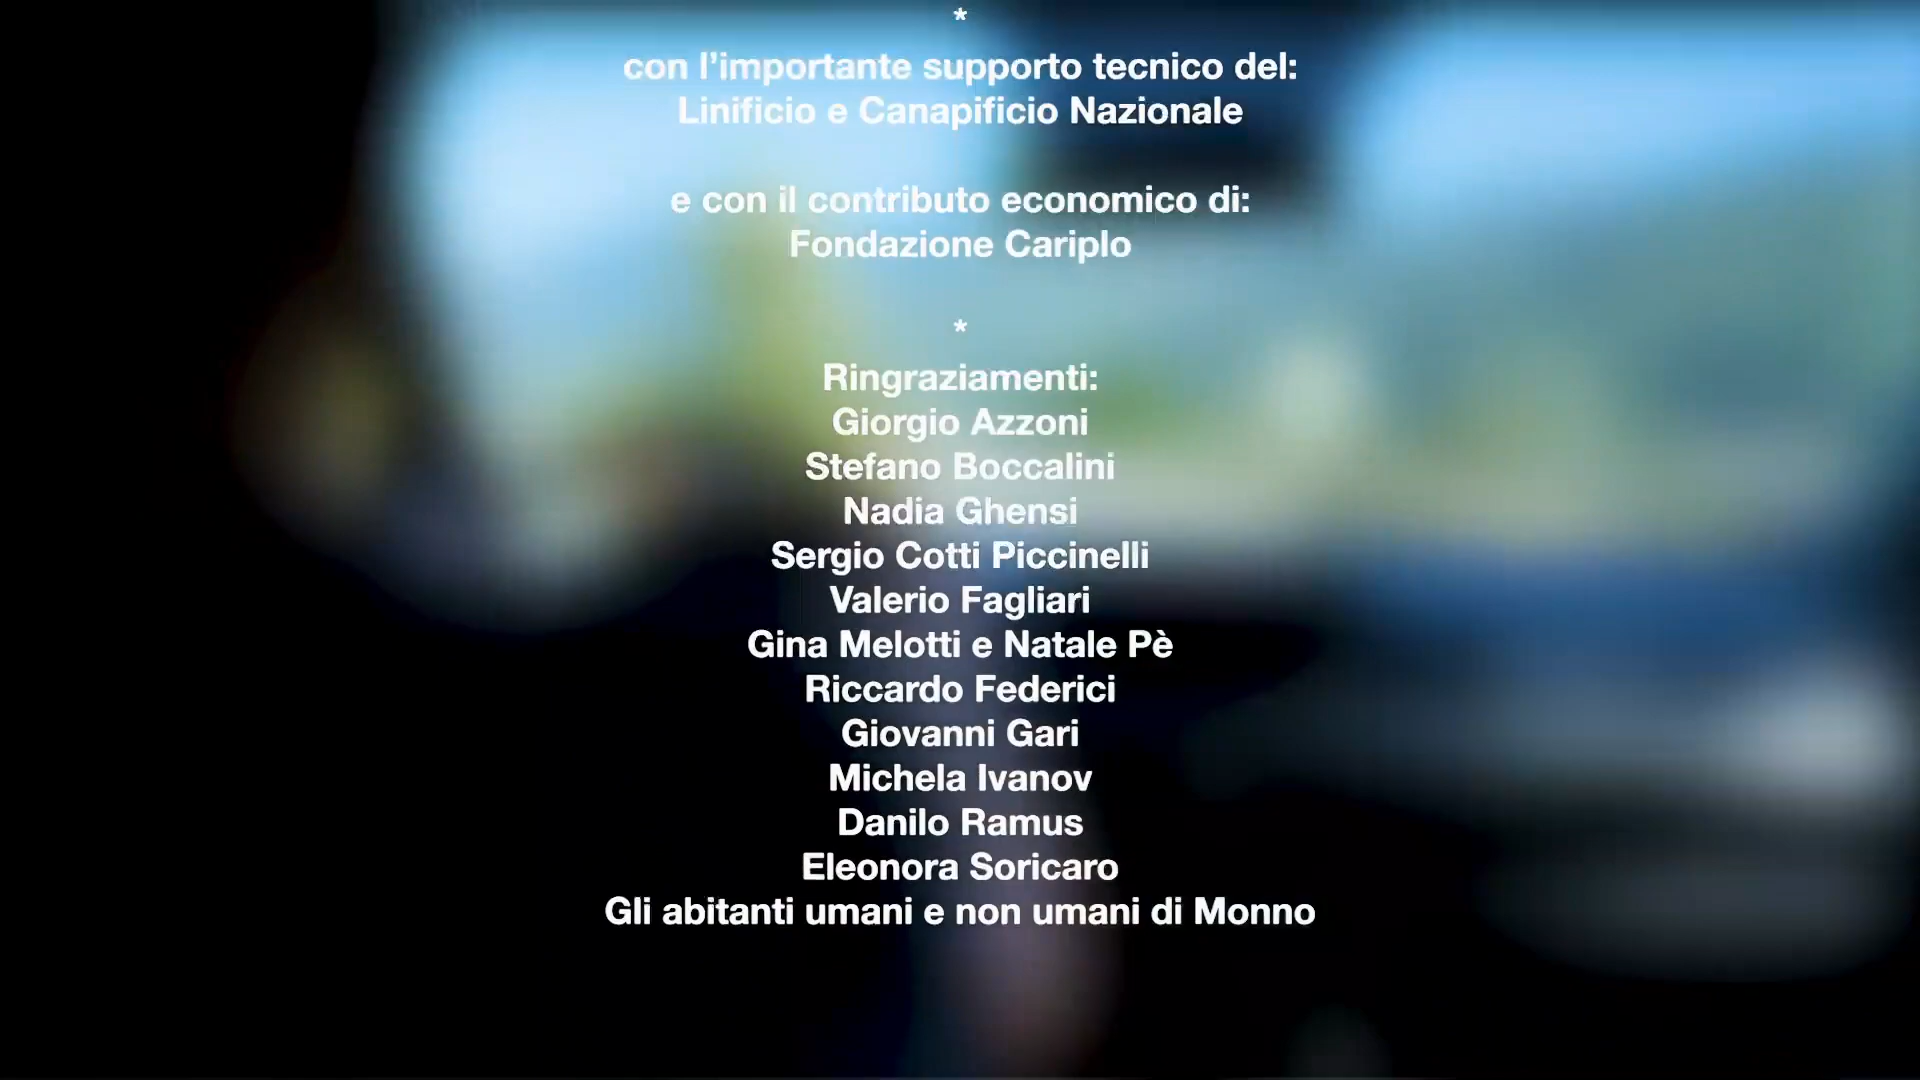 *
con l'importante supporto tecnico del:
Linificio e Canapificio Nazionale
e con il contributo economico di:
Fondazione Cariplo
*
Ringraziamenti:
Giorgio Azzoni
Stefano Boccalini
Nadia Ghensi
Sergio Cotti Piccinelli
Valerio Fagliari
Gina Melotti e Natale Pè
Riccardo Federici
Giovanni Gari
Michela Ivanov
Danilo Ramus
Eleonora Soricaro
Gli abitanti umani e non umani di Monno